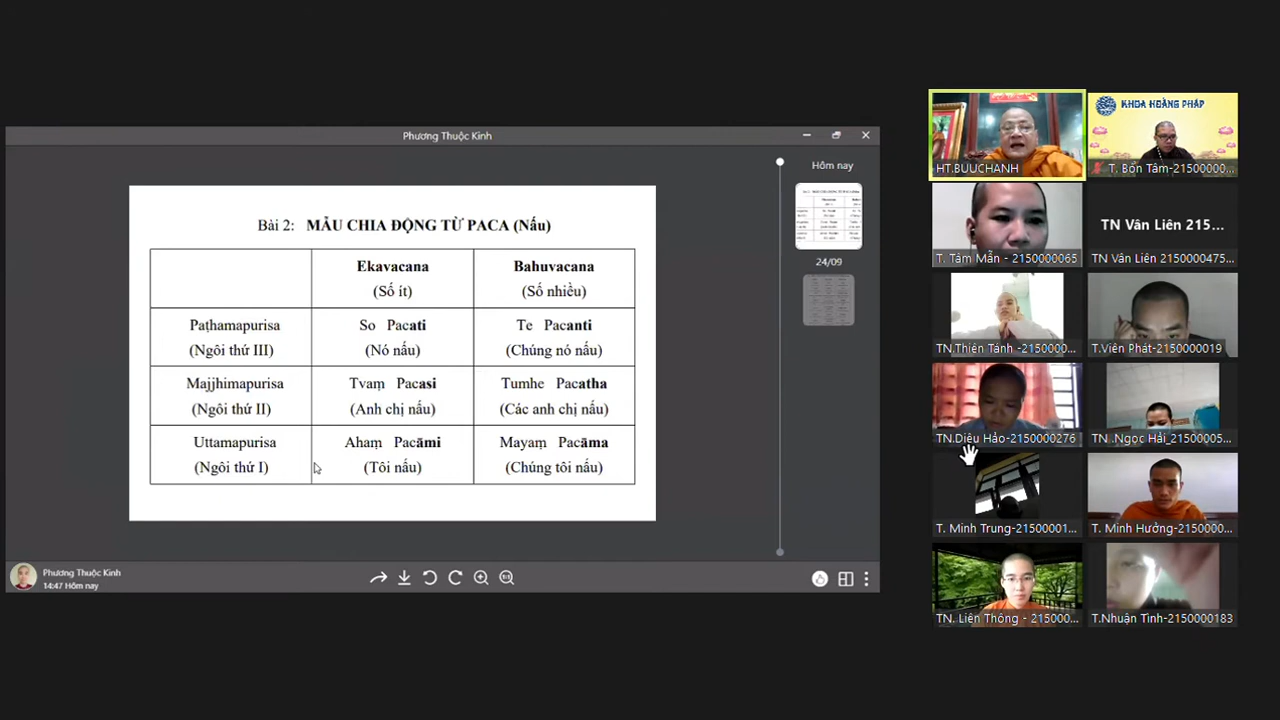 Phương Thuộc Kinh
Hôm nay
24/09
Bài 2: MẪU CHIA ĐỘNG TỪ PACA (Nấu)
Ekavacana
(Số ít)
Bahuvacana
(Số nhiều)
Paṭhamapurisa
(Ngôi thứ III)
So Pacati
(Nó nấu)
Te Pacanti
(Chúng nó nấu)
Majjhimapurisa
(Ngôi thứ II)
Tvaṃ Pacasi
(Anh chị nấu)
Tumhe Pacatha
(Các anh chị nấu)
Uttamapurisa
(Ngôi thứ I)
Ahaṃ Pacāmi
(Tôi nấu)
Mayaṃ Pacāma
(Chúng tôi nấu)
Phương Thuộc Kinh
14:47 Hôm nay
HT.BUUCHANH
KHOA HOẰNG PHÁP
T. Bổn Tâm-21500000...
T. Tâm Mẫn - 2150000065
TN Vân Liên 215...
TN Vân Liên 2150000475...
TN.Thiên Tánh -2150000...
T.Viên Phát-2150000019
TN.Diệu Hảo-2150000276
TN .Ngọc Hải_21500005...
T. Minh Trung-21500001...
T. Minh Hưởng-2150000...
TN. Liên Thông - 215000...
T.Nhuận Tình-2150000183